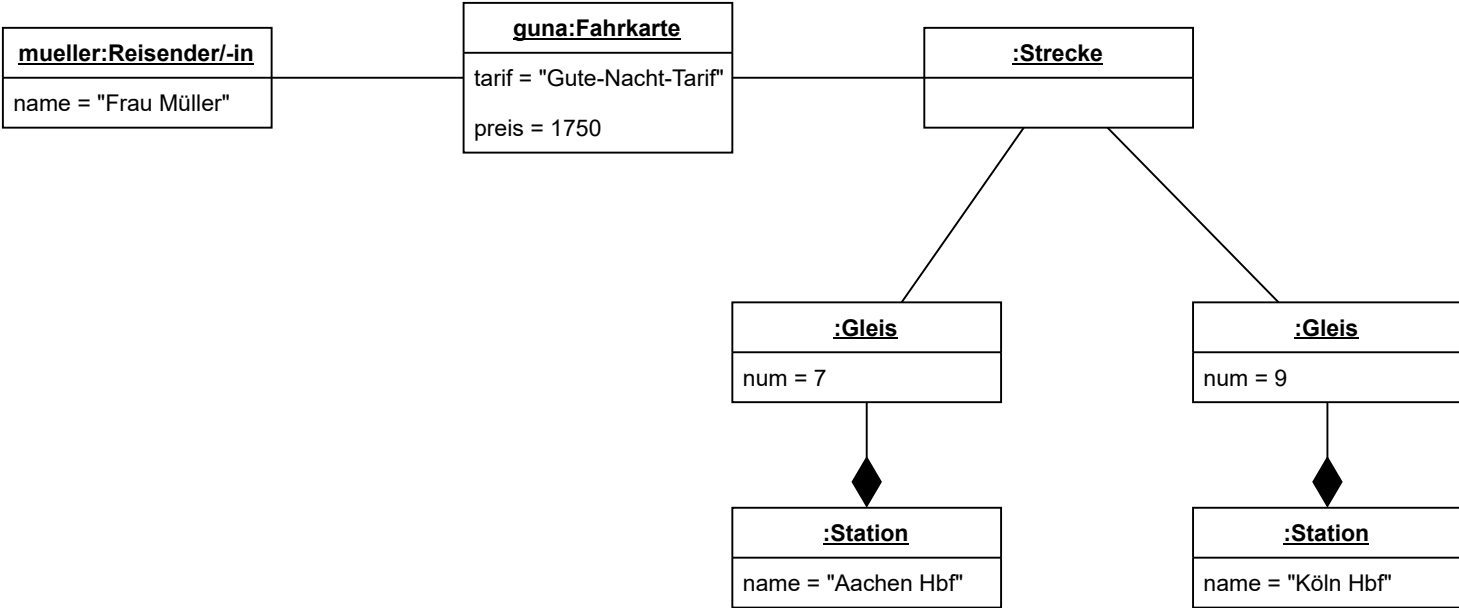 mueller:Reisender/-in
name = "Frau Müller"
guna:Fahrkarte
tarif = "Gute-Nacht-Tarif"
preis = 1750
:Strecke
:Gleis
num = 7
:Gleis
num = 9
:Station
name = "Aachen Hbf"
:Station
name = "Köln Hbf"